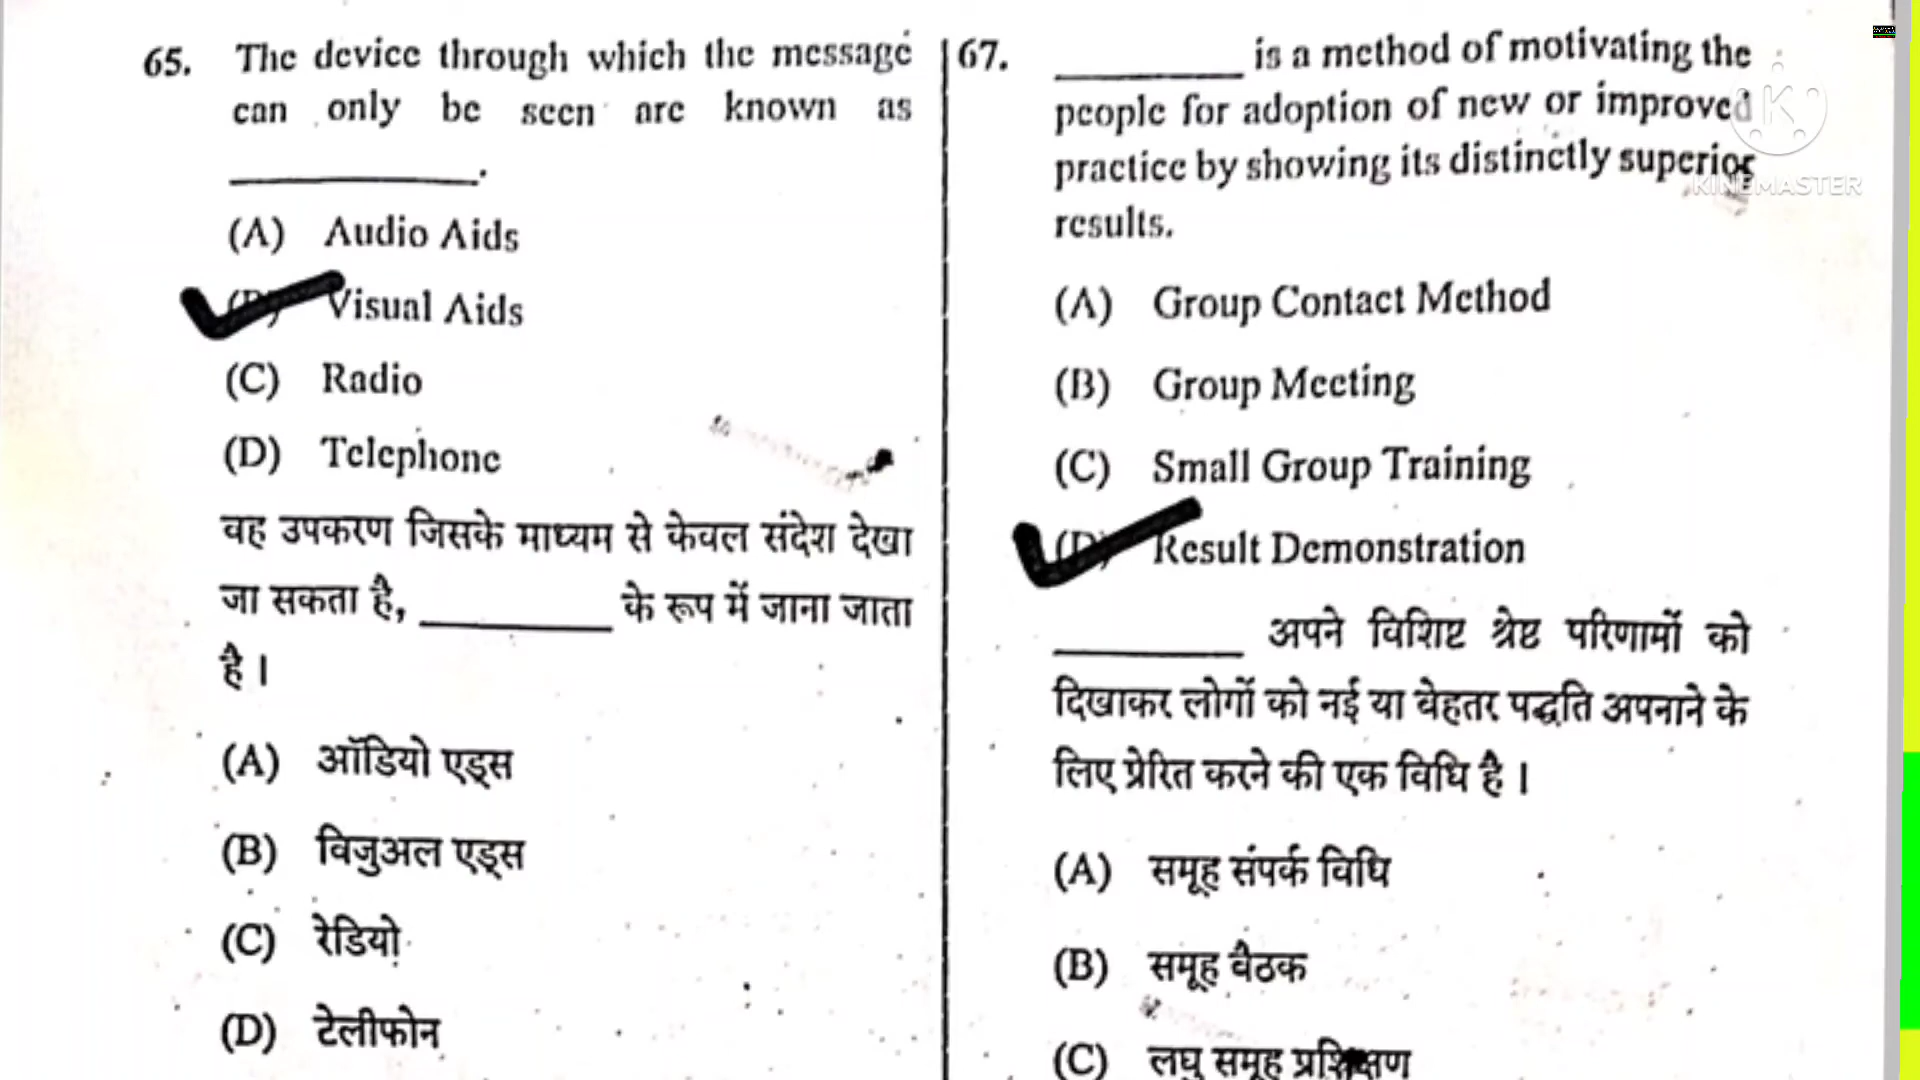 65. The device through which the message
can only be seen are known as
____________.
(A) Audio Aids
(B) Visual Aids
(C) Radio
(D) Telephone
वह उपकरण जिसके माध्यम से केवल संदेश देखा
जा सकता है, __________ के रूप में जाना जाता
है ।
(A) ऑडियो एड्स
(B) विजुअल एड्स
(C) रेडियो
(D) टेलीफोन
67. __________ is a method of motivating the
people for adoption of new or improved
practice by showing its distinctly superior
results.
(A) Group Contact Method
(B) Group Meeting
(C) Small Group Training
(D) Result Demonstration
__________ अपने विशिष्ट श्रेष्ठ परिणामों को
दिखाकर लोगों को नई या बेहतर पद्धति अपनाने के
लिए प्रेरित करने की एक विधि है ।
(A) समूह संपर्क विधि
(B) समूह बैठक
(C) लघु समूह प्रशिक्षण
K
KINEMASTER